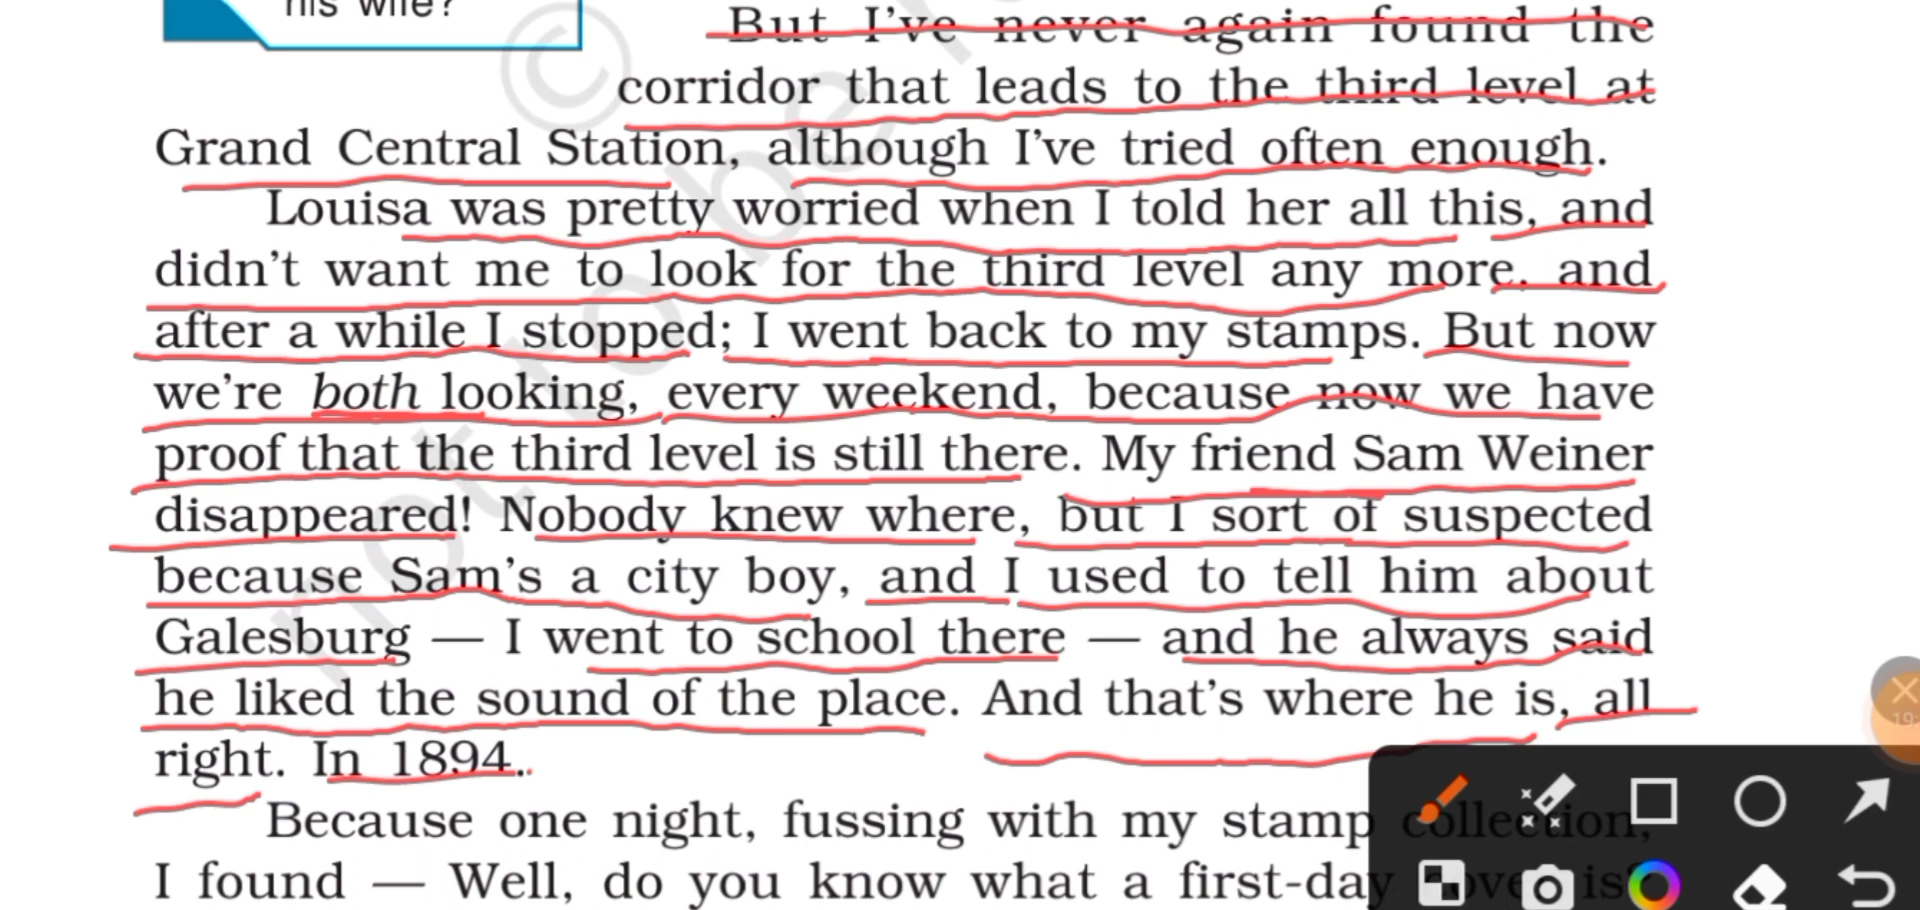 his wife?
But I've never again found the
corridor that leads to the third level at
Grand Central Station, although I've tried often enough.
Louisa was pretty worried when I told her all this, and
didn't want me to look for the third level any more, and
after a while I stopped; I went back to my stamps. But now
we're both looking, every weekend, because now we have
proof that the third level is still there. My friend Sam Weiner
disappeared! Nobody knew where, but I sort of suspected
because Sam's a city boy, and I used to tell him about
Galesburg — I went to school there — and he always said
he liked the sound of the place. And that's where he is, all
right. In 1894.
Because one night, fussing with my stamp collection,
I found — Well, do you know what a first-day cover is?
© not to be r
19